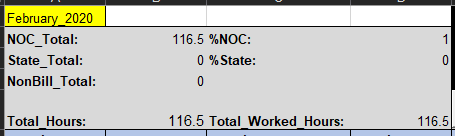 February_2020
NOC_Total: 116.5 %NOC: 1
State_Total: 0 %State: 0
NonBill_Total: 0
Total_Hours: 116.5 Total_Worked_Hours: 116.5